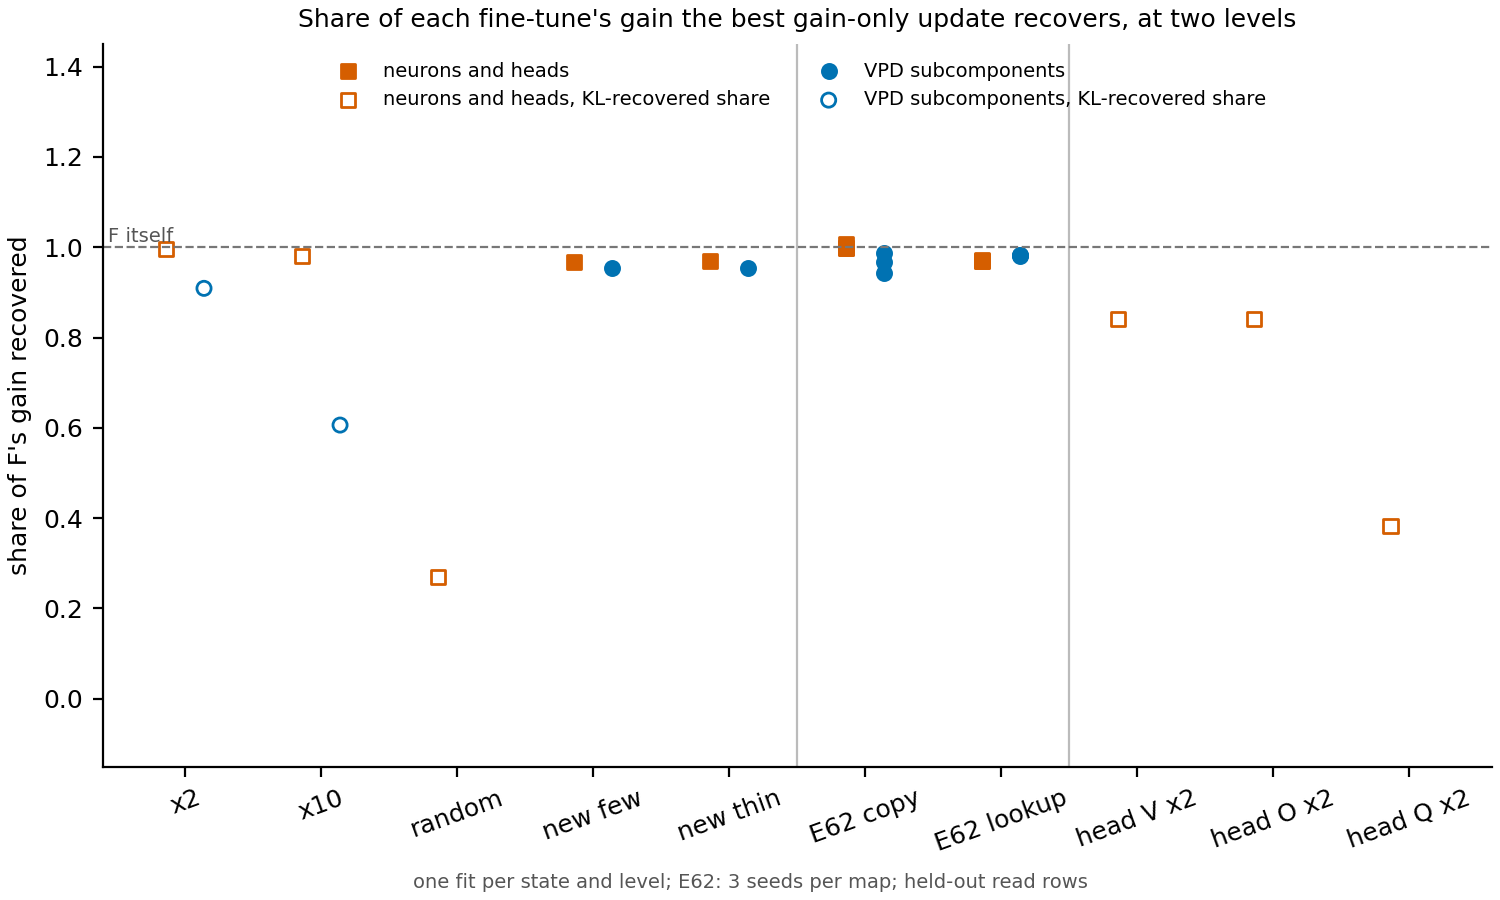 Share of each fine-tune's gain the best gain-only update recovers, at two levels
neurons and heads
neurons and heads, KL-recovered share
VPD subcomponents
VPD subcomponents, KL-recovered share
share of F's gain recovered
1.4
1.2
1.0
0.8
0.6
0.4
0.2
0.0
F itself
x2
x10
random
new few
new thin
E62 copy
E62 lookup
head V x2
head O x2
head Q x2
one fit per state and level; E62: 3 seeds per map; held-out read rows